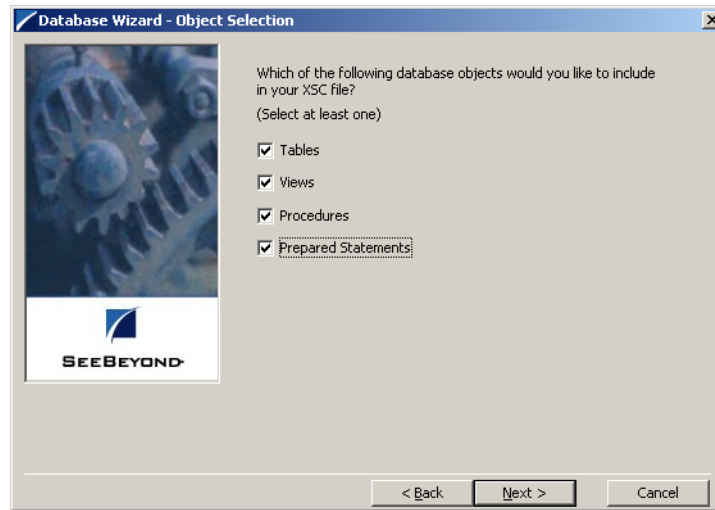 Database Wizard - Object Selection
Which of the following database objects would you like to include
in your XSC file?
(Select at least one)
Tables
Views
Procedures
Prepared Statements
SEEBEYOND
< Back
Next >
Cancel